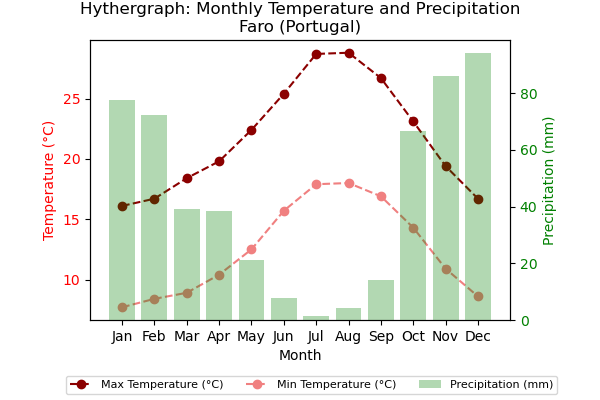 Hythergraph: Monthly Temperature and Precipitation
Faro (Portugal)
Temperature (°C)
25
20
15
10
80
60
40
20
0
Precipitation (mm)
Jan Feb Mar Apr May Jun Jul Aug Sep Oct Nov Dec
Month
Max Temperature (°C) Min Temperature (°C) Precipitation (mm)